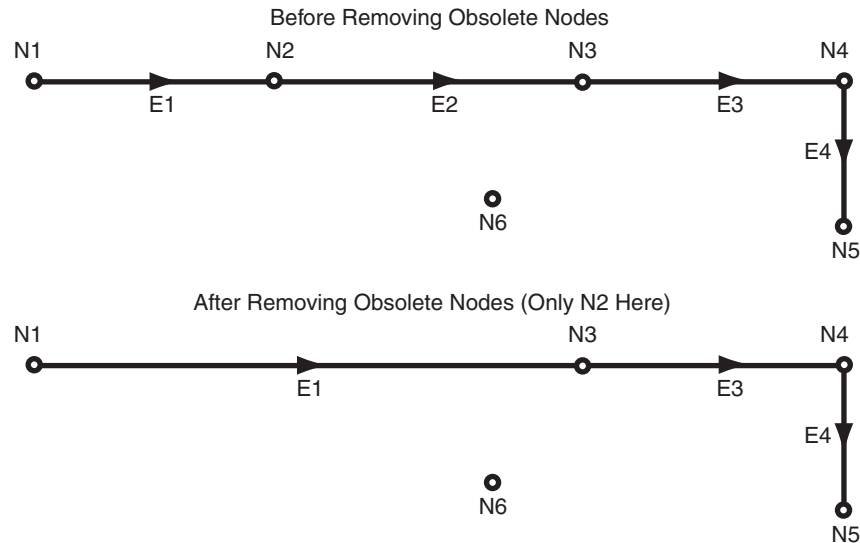 Before Removing Obsolete Nodes
N1 N2 N3 N4
E1 E2 E3
E4
N6
N5
After Removing Obsolete Nodes (Only N2 Here)
N1 N3 N4
E1 E3
E4
N6
N5